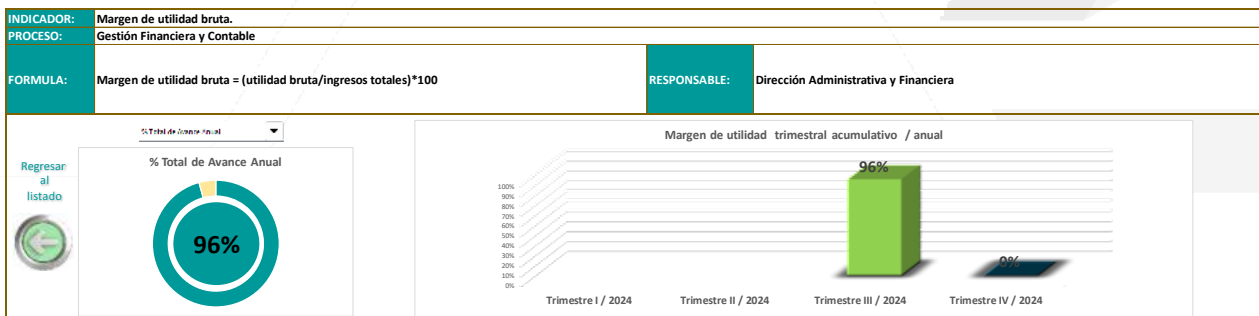 INDICADOR: Margen de utilidad bruta.
PROCESO: Gestión Financiera y Contable
FORMULA: Margen de utilidad bruta = (utilidad bruta/ingresos totales)*100 RESPONSABLE: Dirección Administrativa y Financiera
% Total de Avance Anual
Regresar
al
listado
% Total de Avance Anual
96%
Margen de utilidad trimestral acumulativo / anual
96%
0%
100%
90%
80%
70%
60%
50%
40%
30%
20%
10%
0%
Trimestre I / 2024 Trimestre II / 2024 Trimestre III / 2024 Trimestre IV / 2024